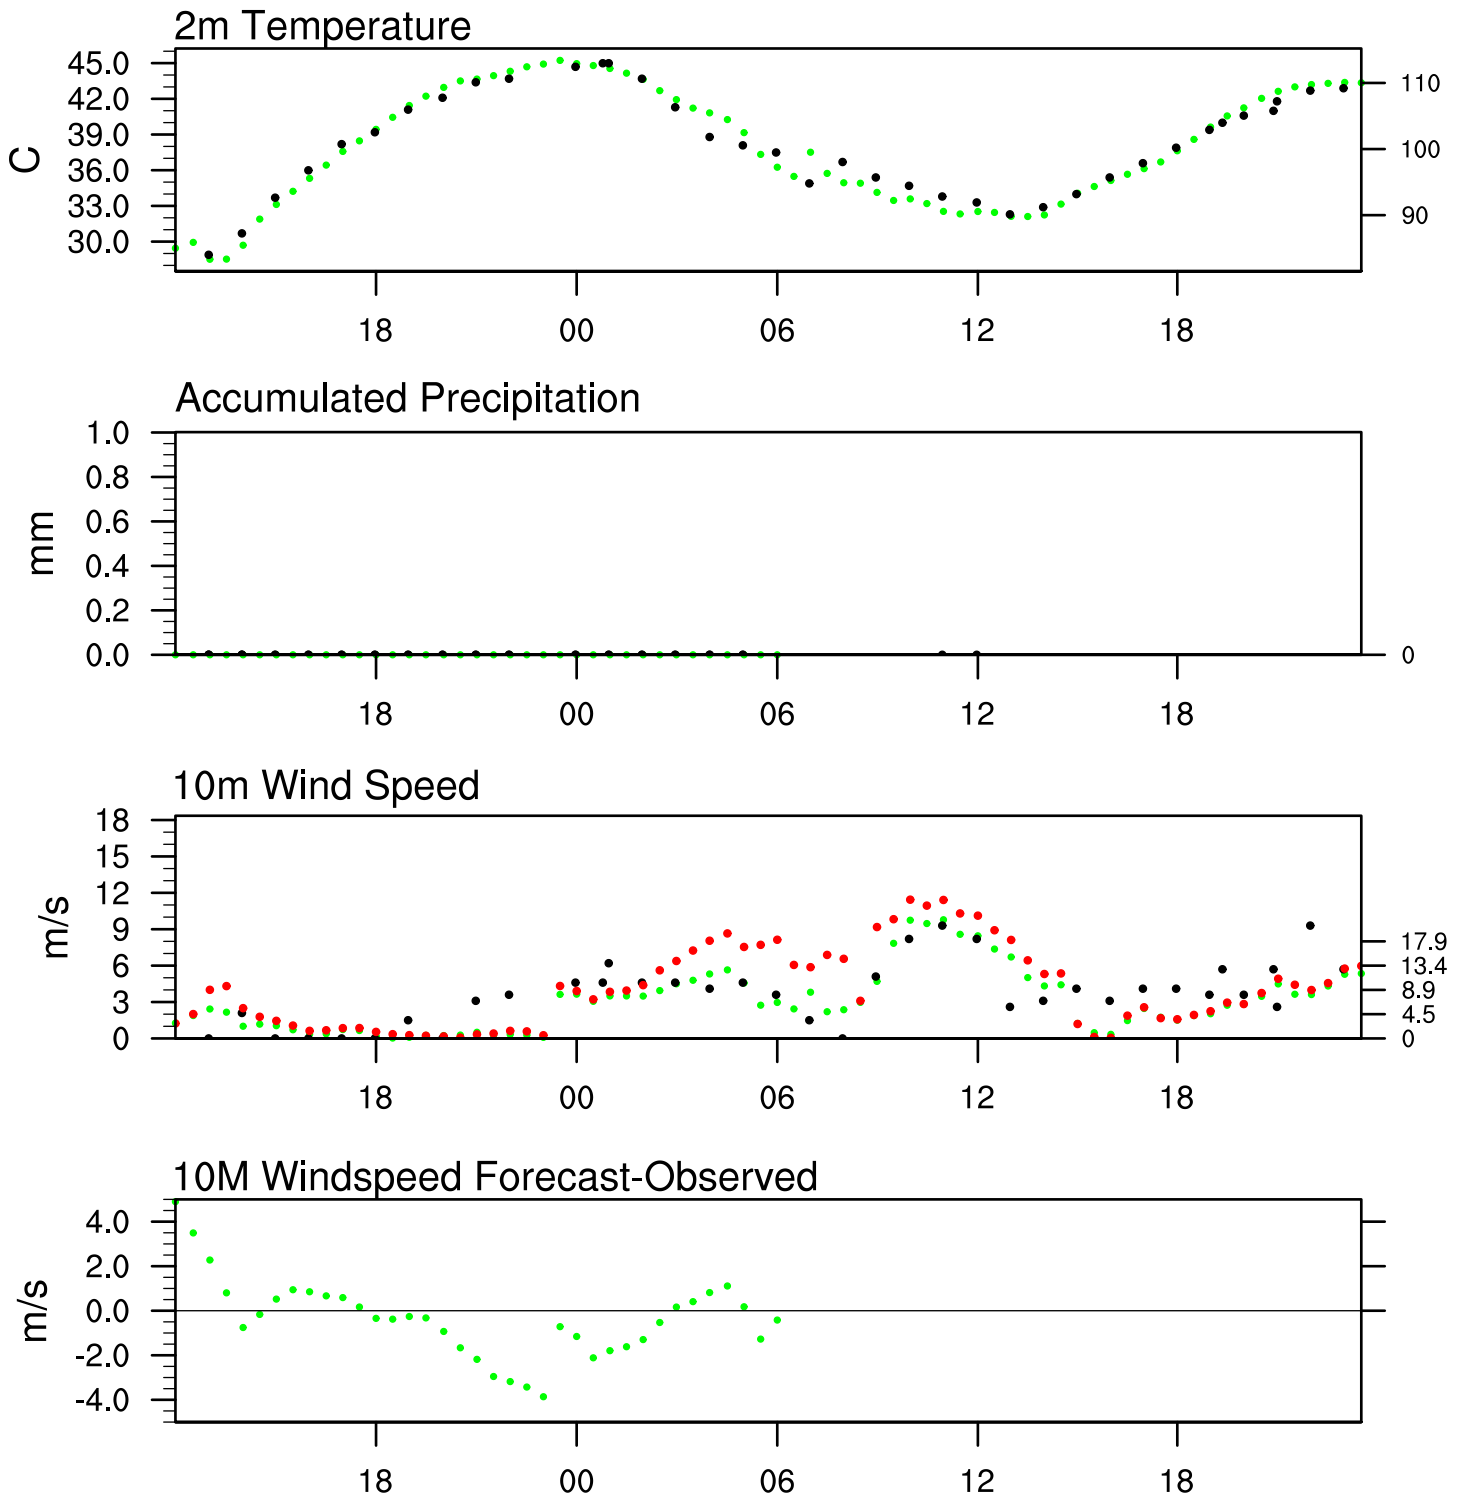 2m Temperature
45.0
42.0
39.0
36.0
33.0
30.0
C
110
100
90
18 00 06 12 18
Accumulated Precipitation
1.0
0.8
0.6
0.4
0.2
0.0
mm
0
18 00 06 12 18
10m Wind Speed
18
15
12
9
6
3
0
m/s
17.9
13.4
8.9
4.5
0
18 00 06 12 18
10M Windspeed Forecast-Observed
4.0
2.0
0.0
-2.0
-4.0
m/s
18 00 06 12 18